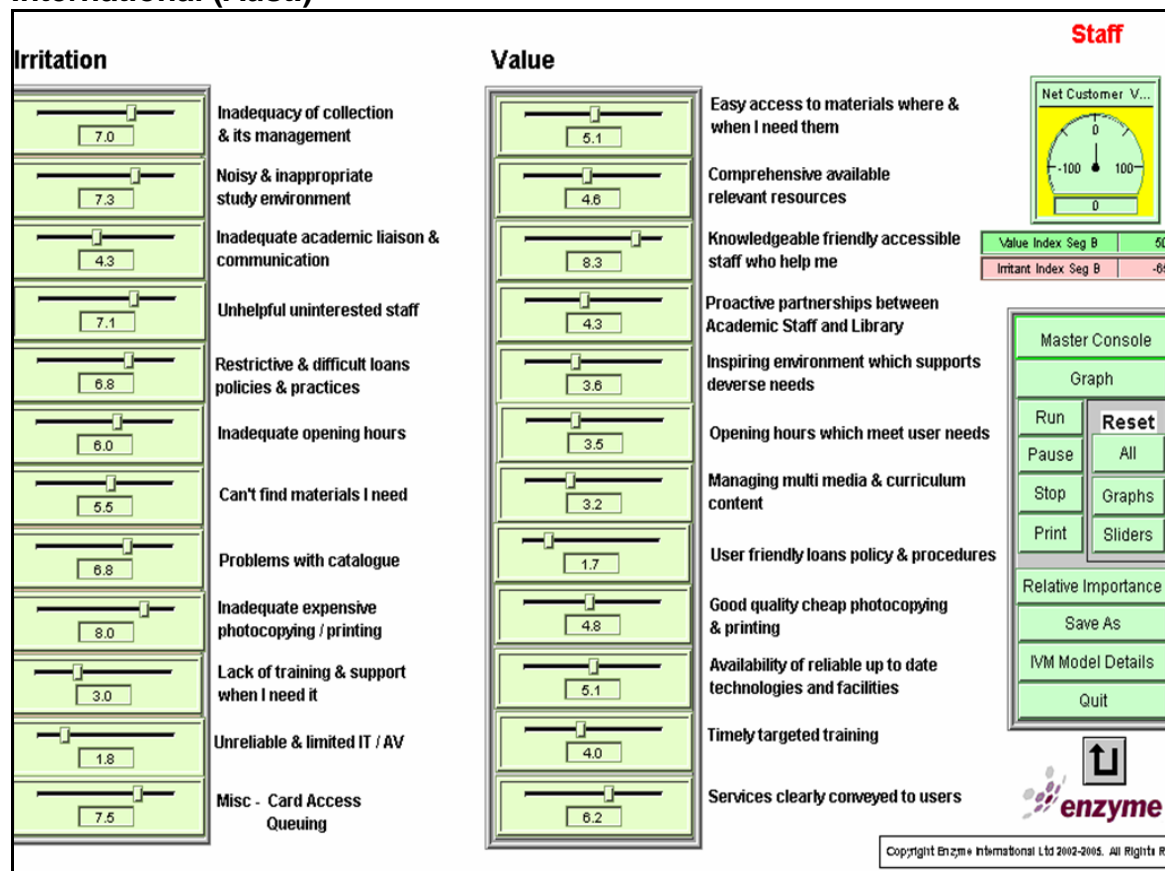 International (Aust.)
Staff
Irritation
Value
7.0
Inadequacy of collection
& its management
7.3
Noisy & inappropriate
study environment
4.3
Inadequate academic liaison &
communication
7.1
Unhelpful uninterested staff
6.8
Restrictive & difficult loans
policies & practices
6.0
Inadequate opening hours
5.5
Can't find materials I need
6.8
Problems with catalogue
8.0
Inadequate expensive
photocopying / printing
3.0
Lack of training & support
when I need it
1.8
Unreliable & limited IT / AV
7.5
Misc - Card Access
Queuing
5.1
Easy access to materials where &
when I need them
4.6
Comprehensive available
relevant resources
8.3
Knowledgeable friendly accessible
staff who help me
4.3
Proactive partnerships between
Academic Staff and Library
3.6
Inspiring environment which supports
deverse needs
3.5
Opening hours which meet user needs
3.2
Managing multi media & curriculum
content
1.7
User friendly loans policy & procedures
4.8
Good quality cheap photocopying
& printing
5.1
Availability of reliable up to date
technologies and facilities
4.0
Timely targeted training
6.2
Services clearly conveyed to users
Net Customer V...
0
-100 100
0
Value Index Seg B 50
Irritant Index Seg B
Master Console
Graph
Run
Pause
Stop
Print
Reset
All
Graphs
Sliders
Relative Importance
Save As
IVM Model Details
Quit
enzyme
Copyright Enzyme International Ltd 2002-2005. All Rights R